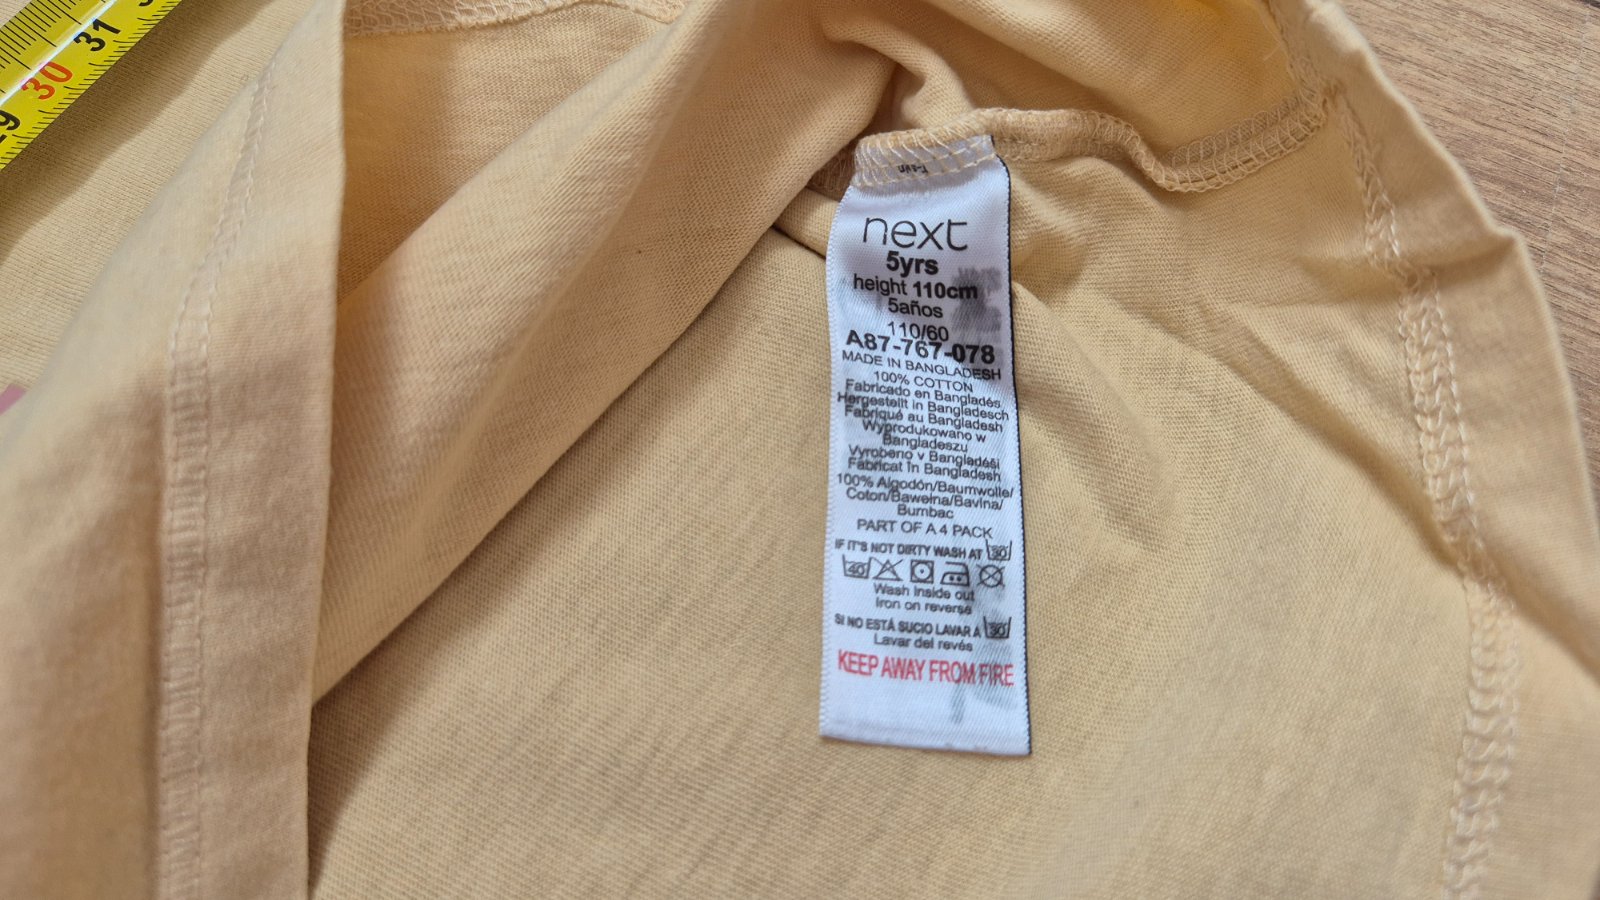 31
30
29
next
5yrs
height 110cm
5años
110/60
A87-767-078
MADE IN BANGLADESH
100% COTTON
Fabricado en Bangladés
Hergestellt in Bangladesch
Fabriqué au Bangladesh
Wyprodukowano w
Bangladeszu
Vyrobeno v Bangladéši
Fabricat în Bangladesh
100% Algodón/Baumwolle/
Coton/Bawełna/Bavlna/
Bumbac
PART OF A 4 PACK
IF IT'S NOT DIRTY WASH AT 30
40
Wash inside out
Iron on reverse
SI NO ESTÁ SUCIO LAVAR A 30
Lavar del revés
KEEP AWAY FROM FIRE